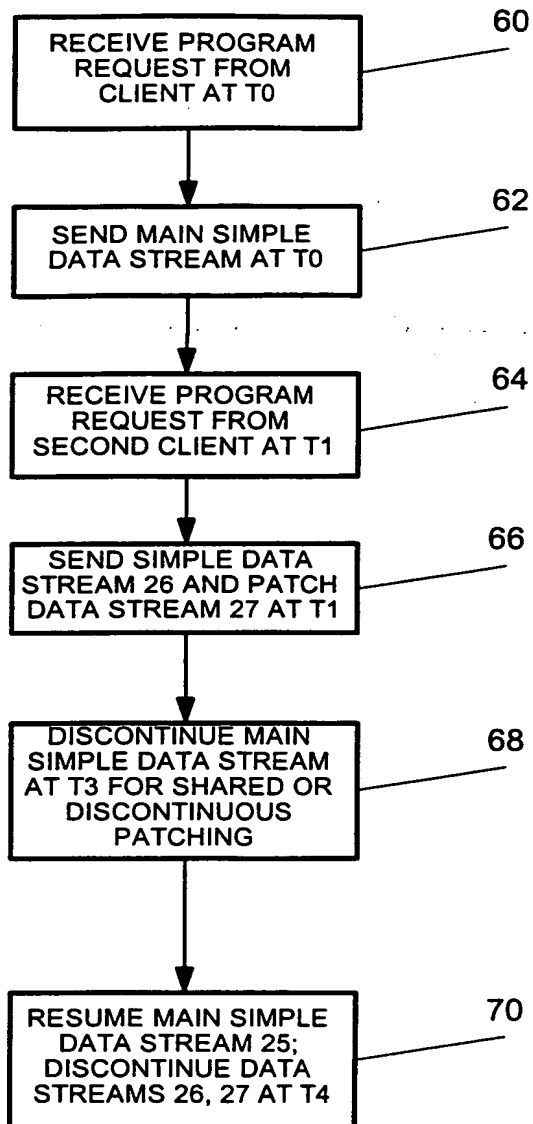 60
RECEIVE PROGRAM
REQUEST FROM
CLIENT AT T0
62
SEND MAIN SIMPLE
DATA STREAM AT T0
64
RECEIVE PROGRAM
REQUEST FROM
SECOND CLIENT AT T1
66
SEND SIMPLE DATA
STREAM 26 AND PATCH
DATA STREAM 27 AT T1
68
DISCONTINUE MAIN
SIMPLE DATA STREAM
AT T3 FOR SHARED OR
DISCONTINUOUS
PATCHING
70
RESUME MAIN SIMPLE
DATA STREAM 25;
DISCONTINUE DATA
STREAMS 26, 27 AT T4